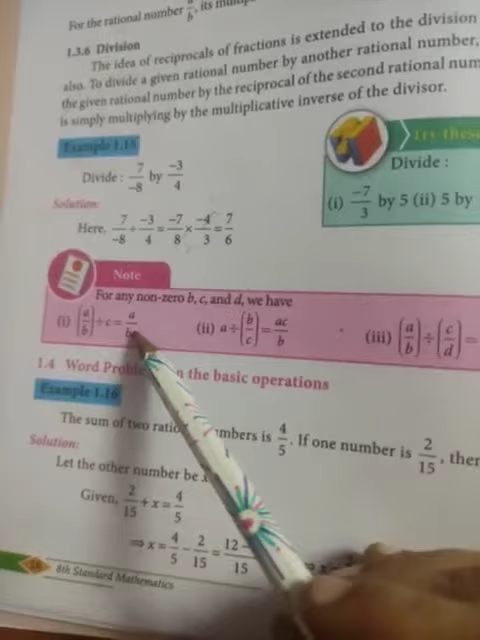 For the rational number a/b, its
1.3.6 Division
The idea of reciprocals of fractions is extended to the division
also. To divide a given rational number by another rational number,
the given rational number by the reciprocal of the second rational
is simply multiplying by the multiplicative inverse of the divisor.
Example 1.15
Divide : 7/-8 by -3/4
Solution:
Here, 7/-8 ÷ -3/4 = -7/8 × -4/3 = 7/6
Try these
Divide :
(i) -7/3 by 5 (ii) 5 by
Note
For any non-zero b, c, and d, we have
(i) (a/b) ÷ c = a/bc (ii) a ÷ (b/c) = ac/b (iii) (a/b) ÷ (c/d) =
1.4 Word n the basic operations
Example 1.16
The sum of two mbers is 4/5. If one number is 2/15, then
Solution:
Let the other number be x
Given, 2/15 + x = 4/5
⇒ x = 4/5 - 2/15 = 12 - /15
8th Standard Mathematics